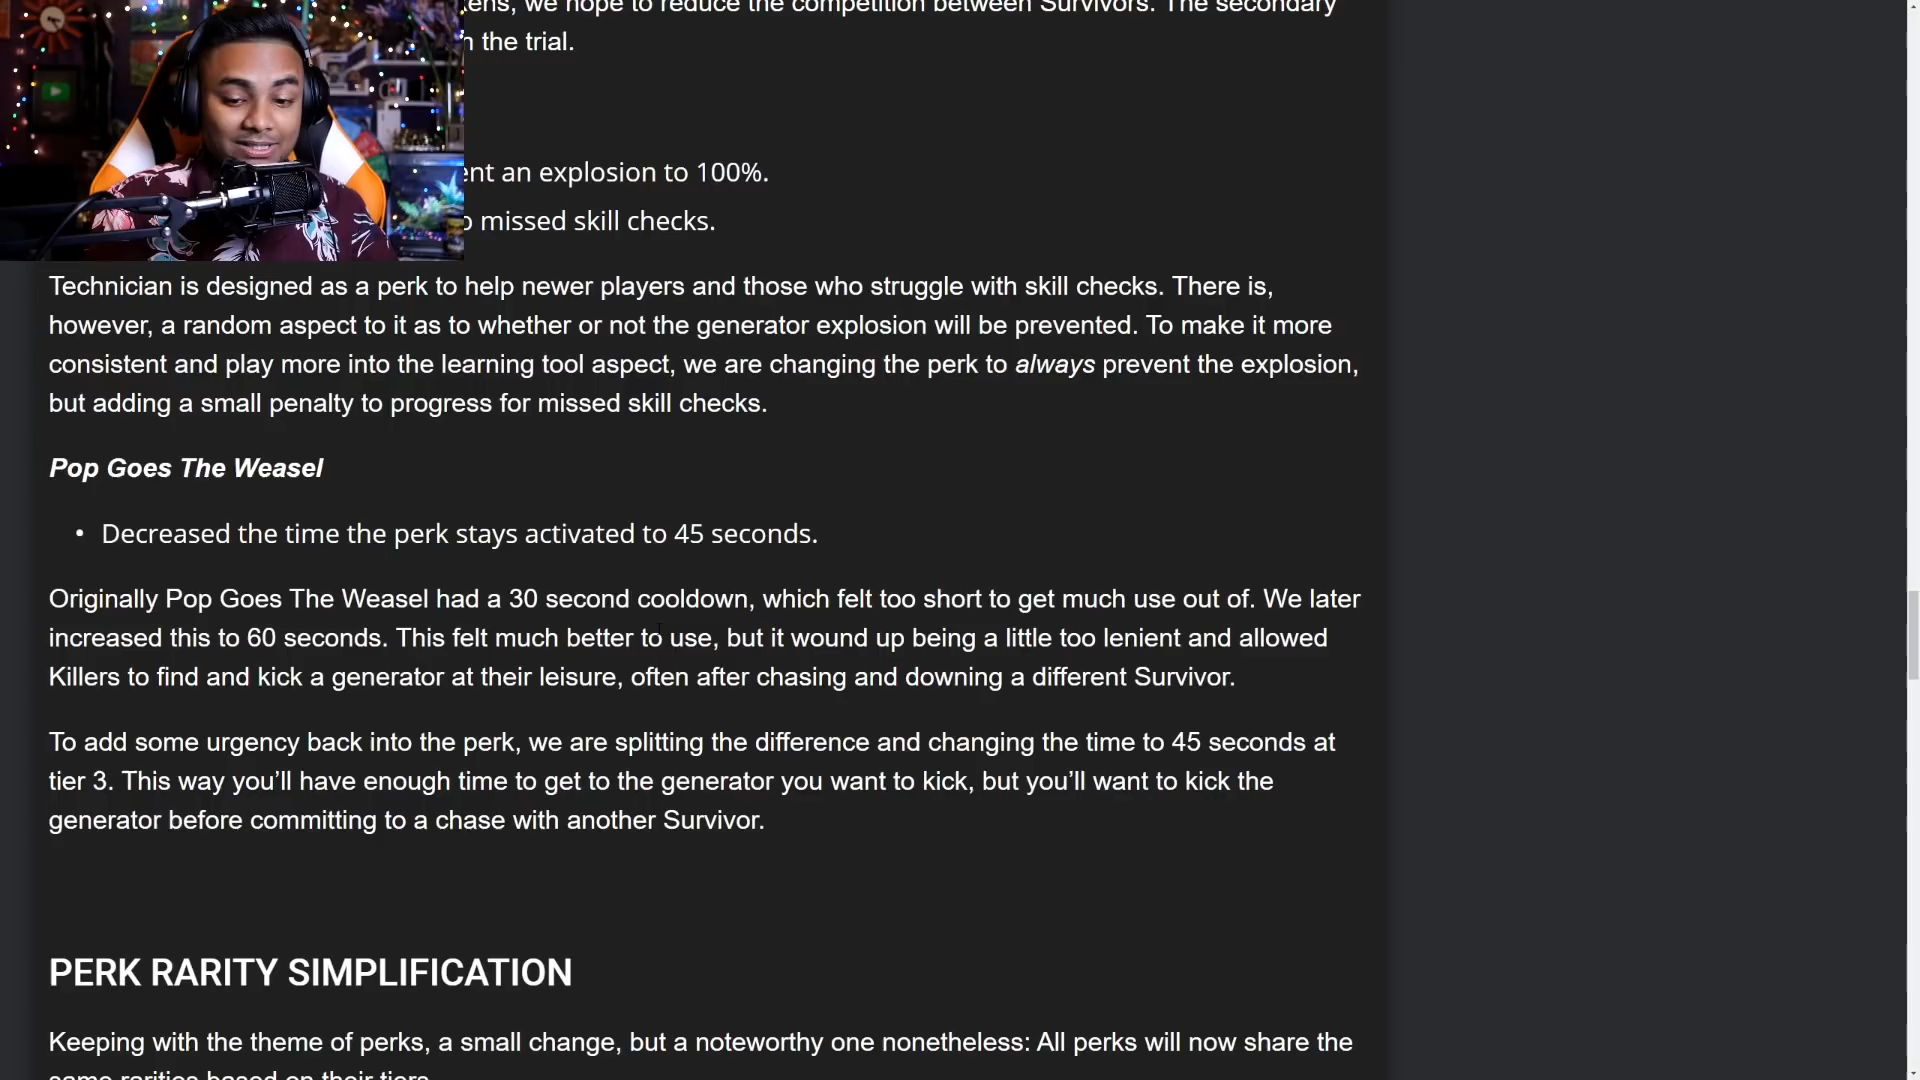 we hope to reduce the competition between Survivors. The secondary
the trial.
an explosion to 100%.
missed skill checks.
Technician is designed as a perk to help newer players and those who struggle with skill checks. There is,
however, a random aspect to it as to whether or not the generator explosion will be prevented. To make it more
consistent and play more into the learning tool aspect, we are changing the perk to always prevent the explosion,
but adding a small penalty to progress for missed skill checks.
Pop Goes The Weasel
• Decreased the time the perk stays activated to 45 seconds.
Originally Pop Goes The Weasel had a 30 second cooldown, which felt too short to get much use out of. We later
increased this to 60 seconds. This felt much better to use, but it wound up being a little too lenient and allowed
Killers to find and kick a generator at their leisure, often after chasing and downing a different Survivor.
To add some urgency back into the perk, we are splitting the difference and changing the time to 45 seconds at
tier 3. This way you’ll have enough time to get to the generator you want to kick, but you’ll want to kick the
generator before committing to a chase with another Survivor.
PERK RARITY SIMPLIFICATION
Keeping with the theme of perks, a small change, but a noteworthy one nonetheless: All perks will now share the
same rarities based on their tiers